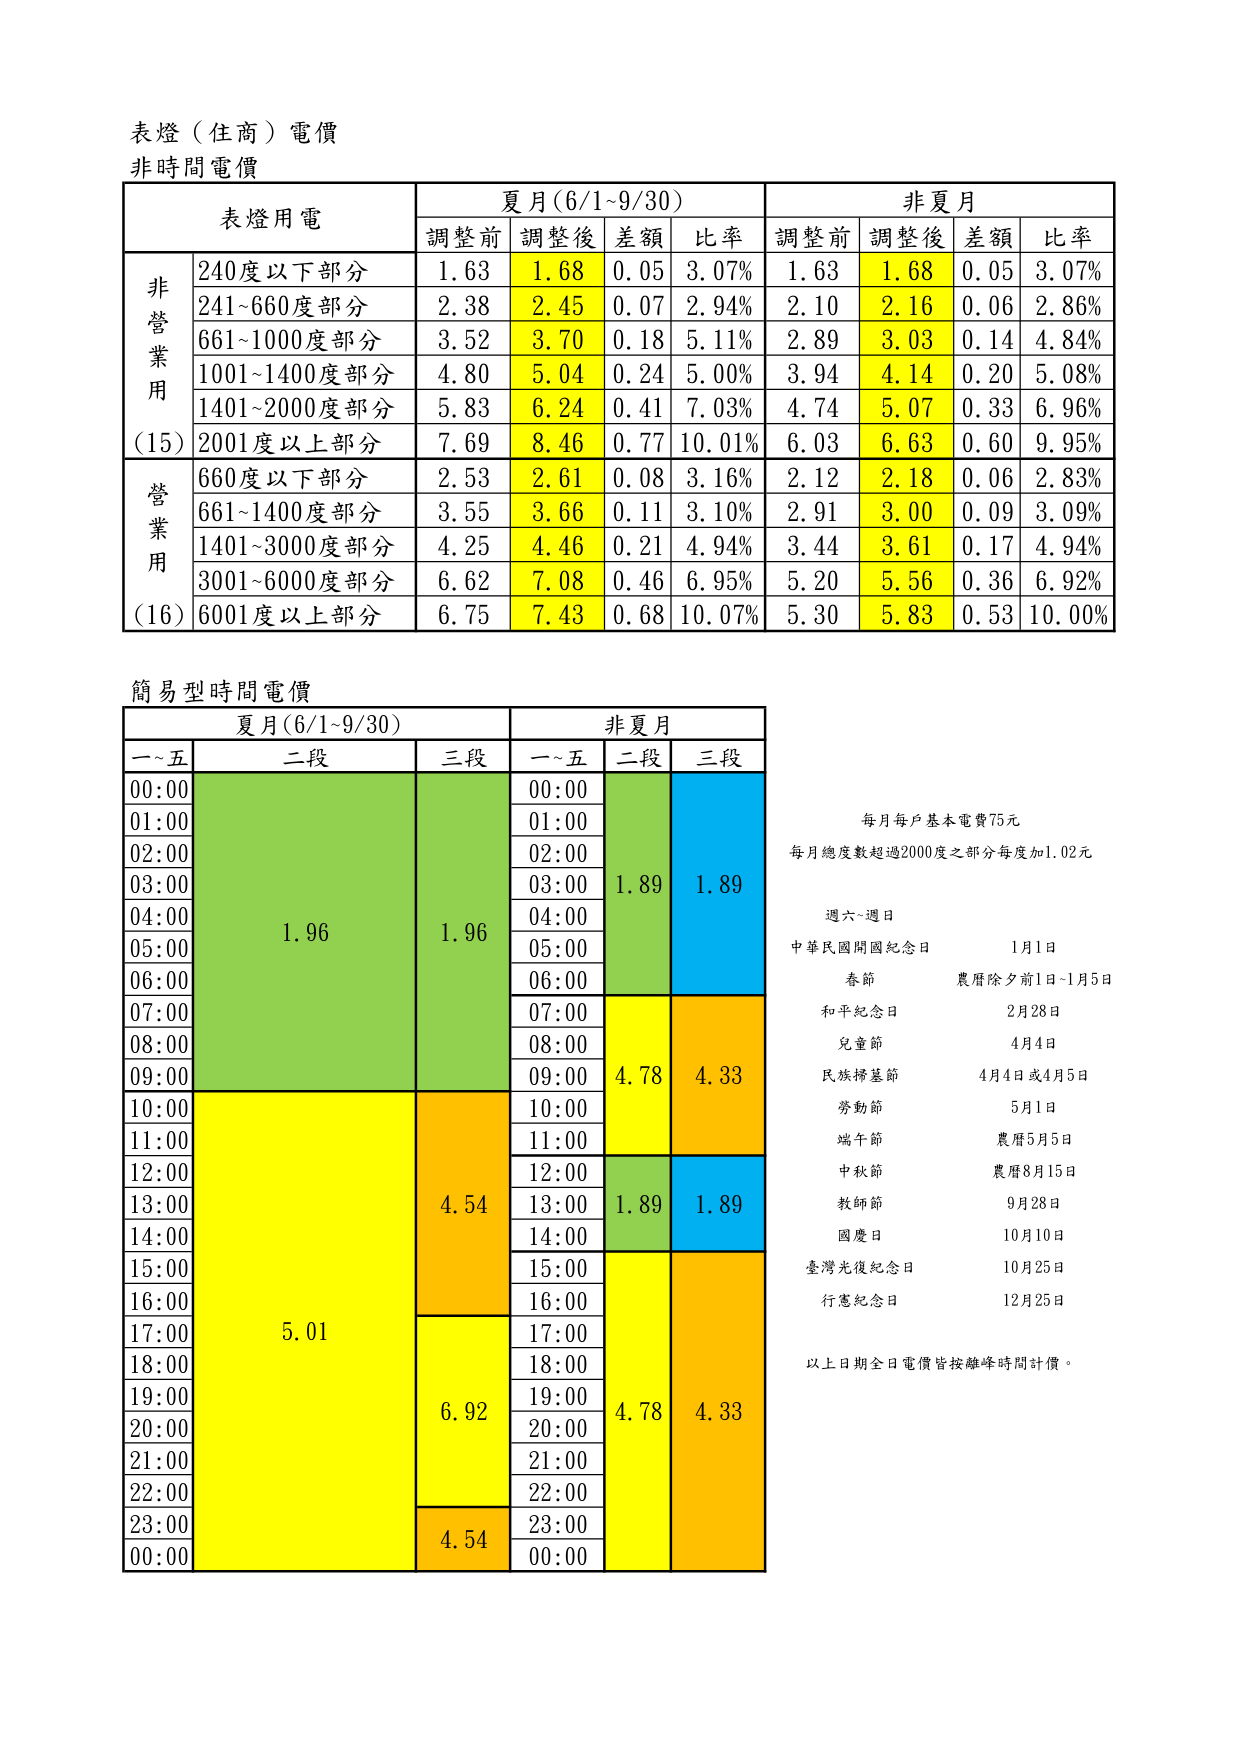 表燈（住商）電價
非時間電價
表燈用電 夏月(6/1~9/30) 非夏月
調整前 調整後 差額 比率 調整前 調整後 差額 比率
非營業用(15)
240度以下部分 1.63 1.68 0.05 3.07% 1.63 1.68 0.05 3.07%
241~660度部分 2.38 2.45 0.07 2.94% 2.10 2.16 0.06 2.86%
661~1000度部分 3.52 3.70 0.18 5.11% 2.89 3.03 0.14 4.84%
1001~1400度部分 4.80 5.04 0.24 5.00% 3.94 4.14 0.20 5.08%
1401~2000度部分 5.83 6.24 0.41 7.03% 4.74 5.07 0.33 6.96%
2001度以上部分 7.69 8.46 0.77 10.01% 6.03 6.63 0.60 9.95%
營業用(16)
660度以下部分 2.53 2.61 0.08 3.16% 2.12 2.18 0.06 2.83%
661~1400度部分 3.55 3.66 0.11 3.10% 2.91 3.00 0.09 3.09%
1401~3000度部分 4.25 4.46 0.21 4.94% 3.44 3.61 0.17 4.94%
3001~6000度部分 6.62 7.08 0.46 6.95% 5.20 5.56 0.36 6.92%
6001度以上部分 6.75 7.43 0.68 10.07% 5.30 5.83 0.53 10.00%
簡易型時間電價
夏月(6/1~9/30) 非夏月
一~五 二段 三段 一~五 二段 三段
00:00 00:00
01:00 01:00
02:00 02:00
03:00 03:00 1.89 1.89
04:00 04:00
05:00 1.96 1.96 05:00
06:00 06:00
07:00 07:00
08:00 08:00
09:00 09:00 4.78 4.33
10:00 10:00
11:00 11:00
12:00 12:00
13:00 4.54 13:00 1.89 1.89
14:00 14:00
15:00 15:00
16:00 16:00
17:00 5.01 17:00
18:00 18:00
19:00 19:00
20:00 6.92 20:00 4.78 4.33
21:00 21:00
22:00 22:00
23:00 4.54 23:00
00:00 00:00
每月每戶基本電費75元
每月總度數超過2000度之部分每度加1.02元
週六~週日
中華民國開國紀念日 1月1日
春節 農曆除夕前1日~1月5日
和平紀念日 2月28日
兒童節 4月4日
民族掃墓節 4月4日或4月5日
勞動節 5月1日
端午節 農曆5月5日
中秋節 農曆8月15日
教師節 9月28日
國慶日 10月10日
臺灣光復紀念日 10月25日
行憲紀念日 12月25日
以上日期全日電價皆按離峰時間計價。